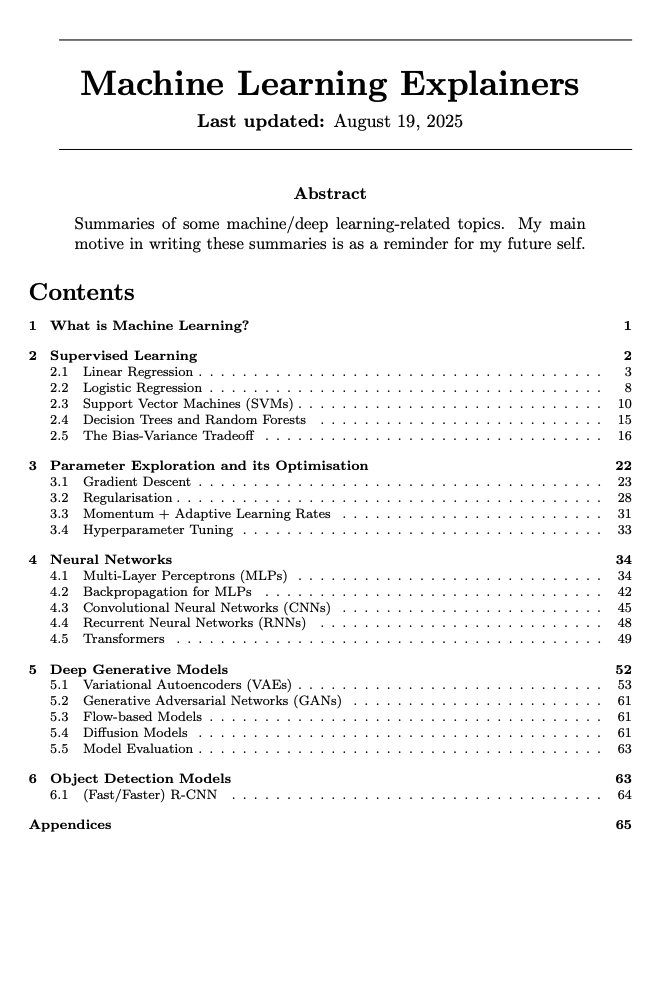 Machine Learning Explainers
Last updated: August 19, 2025
Abstract
Summaries of some machine/deep learning-related topics. My main
motive in writing these summaries is as a reminder for my future self.
Contents
1 What is Machine Learning? 1
2 Supervised Learning 2
2.1 Linear Regression . . . . . . . . . . . . . . . . . . . . . . . . . . . . . . . . . . . . 3
2.2 Logistic Regression . . . . . . . . . . . . . . . . . . . . . . . . . . . . . . . . . . . 8
2.3 Support Vector Machines (SVMs) . . . . . . . . . . . . . . . . . . . . . . . . . 10
2.4 Decision Trees and Random Forests . . . . . . . . . . . . . . . . . . . . . . . 15
2.5 The Bias-Variance Tradeoff . . . . . . . . . . . . . . . . . . . . . . . . . . . . . 16
3 Parameter Exploration and its Optimisation 22
3.1 Gradient Descent . . . . . . . . . . . . . . . . . . . . . . . . . . . . . . . . . . . . 23
3.2 Regularisation . . . . . . . . . . . . . . . . . . . . . . . . . . . . . . . . . . . . . . 28
3.3 Momentum + Adaptive Learning Rates . . . . . . . . . . . . . . . . . . . . . 31
3.4 Hyperparameter Tuning . . . . . . . . . . . . . . . . . . . . . . . . . . . . . . . 33
4 Neural Networks 34
4.1 Multi-Layer Perceptrons (MLPs) . . . . . . . . . . . . . . . . . . . . . . . . . 34
4.2 Backpropagation for MLPs . . . . . . . . . . . . . . . . . . . . . . . . . . . . . 42
4.3 Convolutional Neural Networks (CNNs) . . . . . . . . . . . . . . . . . . . . . 45
4.4 Recurrent Neural Networks (RNNs) . . . . . . . . . . . . . . . . . . . . . . . 48
4.5 Transformers . . . . . . . . . . . . . . . . . . . . . . . . . . . . . . . . . . . . . . 49
5 Deep Generative Models 52
5.1 Variational Autoencoders (VAEs) . . . . . . . . . . . . . . . . . . . . . . . . . 53
5.2 Generative Adversarial Networks (GANs) . . . . . . . . . . . . . . . . . . . . 61
5.3 Flow-based Models . . . . . . . . . . . . . . . . . . . . . . . . . . . . . . . . . . . 61
5.4 Diffusion Models . . . . . . . . . . . . . . . . . . . . . . . . . . . . . . . . . . . . 61
5.5 Model Evaluation . . . . . . . . . . . . . . . . . . . . . . . . . . . . . . . . . . . . 63
6 Object Detection Models 63
6.1 (Fast/Faster) R-CNN . . . . . . . . . . . . . . . . . . . . . . . . . . . . . . . . . 64
Appendices 65